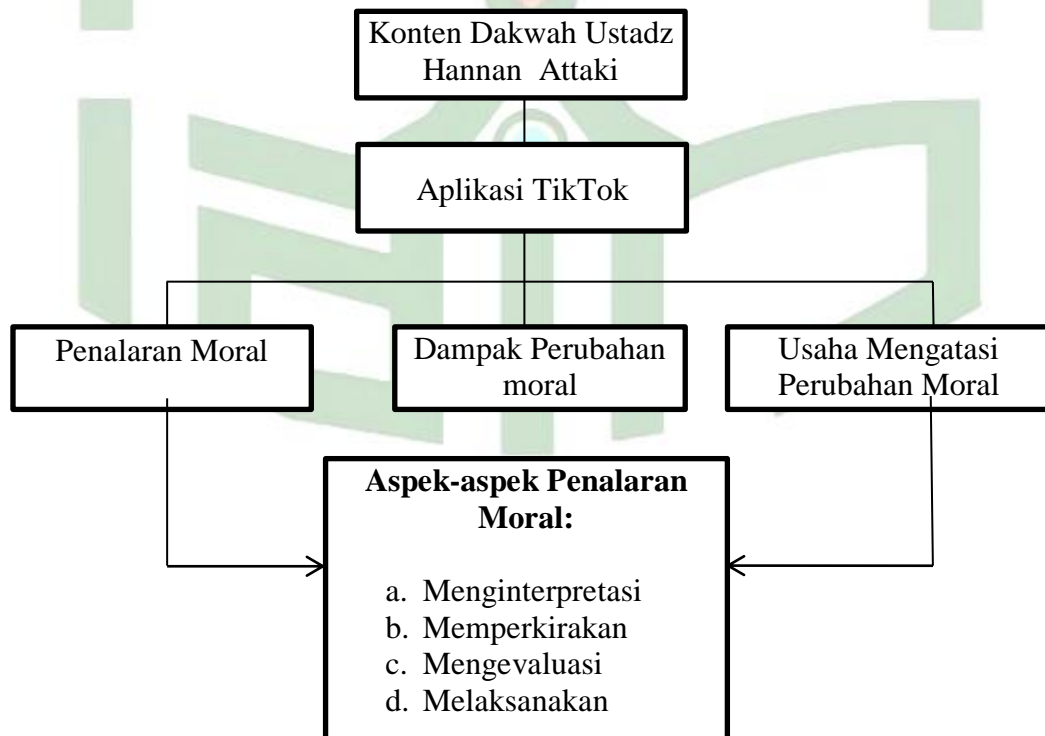 Konten Dakwah Ustadz
Hannan Attaki
Aplikasi TikTok
Penalaran Moral
Dampak Perubahan
moral
Usaha Mengatasi
Perubahan Moral
Aspek-aspek Penalaran
Moral:
a. Menginterpretasi
b. Memperkirakan
c. Mengevaluasi
d. Melaksanakan